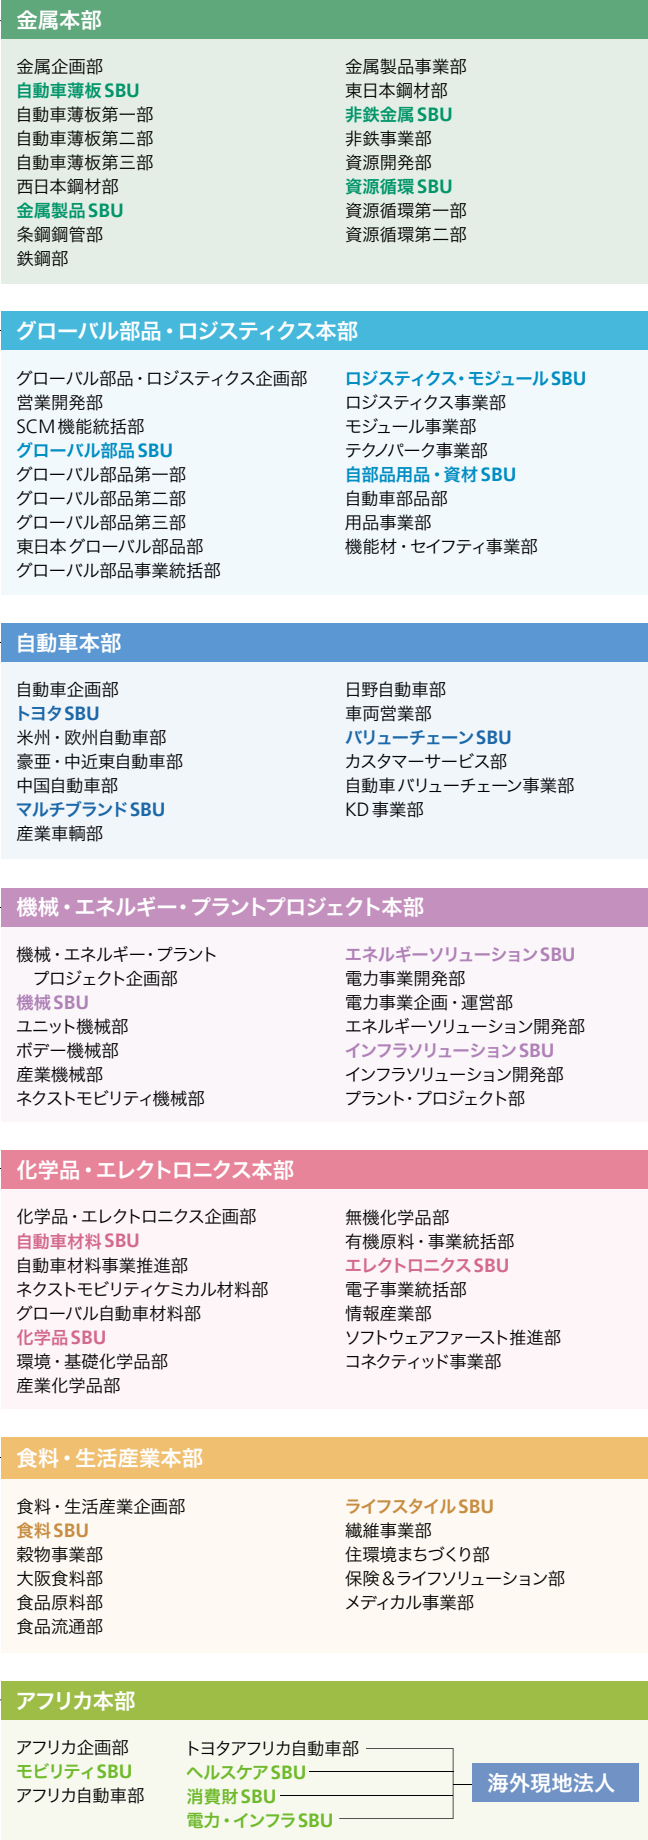 金属本部
金属企画部
自動車薄板SBU
自動車薄板第一部
自動車薄板第二部
自動車薄板第三部
西日本鋼材部
金属製品SBU
条鋼鋼管部
鉄鋼部
金属製品事業部
東日本鋼材部
非鉄金属SBU
非鉄事業部
資源開発部
資源循環SBU
資源循環第一部
資源循環第二部
グローバル部品・ロジスティクス本部
グローバル部品・ロジスティクス企画部
営業開発部
SCM機能統括部
グローバル部品SBU
グローバル部品第一部
グローバル部品第二部
グローバル部品第三部
東日本グローバル部品部
グローバル部品事業統括部
ロジスティクス・モジュールSBU
ロジスティクス事業部
モジュール事業部
テクノパーク事業部
自部品用品・資材SBU
自動車部品部
用品事業部
機能材・セイフティ事業部
自動車本部
自動車企画部
トヨタSBU
米州・欧州自動車部
豪亜・中近東自動車部
中国自動車部
マルチブランドSBU
産業車輌部
日野自動車部
車両営業部
バリューチェーンSBU
カスタマーサービス部
自動車バリューチェーン事業部
KD事業部
機械・エネルギー・プラントプロジェクト本部
機械・エネルギー・プラント
プロジェクト企画部
機械SBU
ユニット機械部
ボデー機械部
産業機械部
ネクストモビリティ機械部
エネルギーソリューションSBU
電力事業開発部
電力事業企画・運営部
エネルギーソリューション開発部
インフラソリューションSBU
インフラソリューション開発部
プラント・プロジェクト部
化学品・エレクトロニクス本部
化学品・エレクトロニクス企画部
自動車材料SBU
自動車材料事業推進部
ネクストモビリティケミカル材料部
グローバル自動車材料部
化学品SBU
環境・基礎化学品部
産業化学品部
無機化学品部
有機原料・事業統括部
エレクトロニクスSBU
電子事業統括部
情報産業部
ソフトウェアファースト推進部
コネクティッド事業部
食料・生活産業本部
食料・生活産業企画部
食料SBU
穀物事業部
大阪食料部
食品原料部
食品流通部
ライフスタイルSBU
繊維事業部
住環境まちづくり部
保険＆ライフソリューション部
メディカル事業部
アフリカ本部
アフリカ企画部
モビリティSBU
アフリカ自動車部
トヨタアフリカ自動車部
ヘルスケアSBU
消費財SBU
電力・インフラSBU
海外現地法人